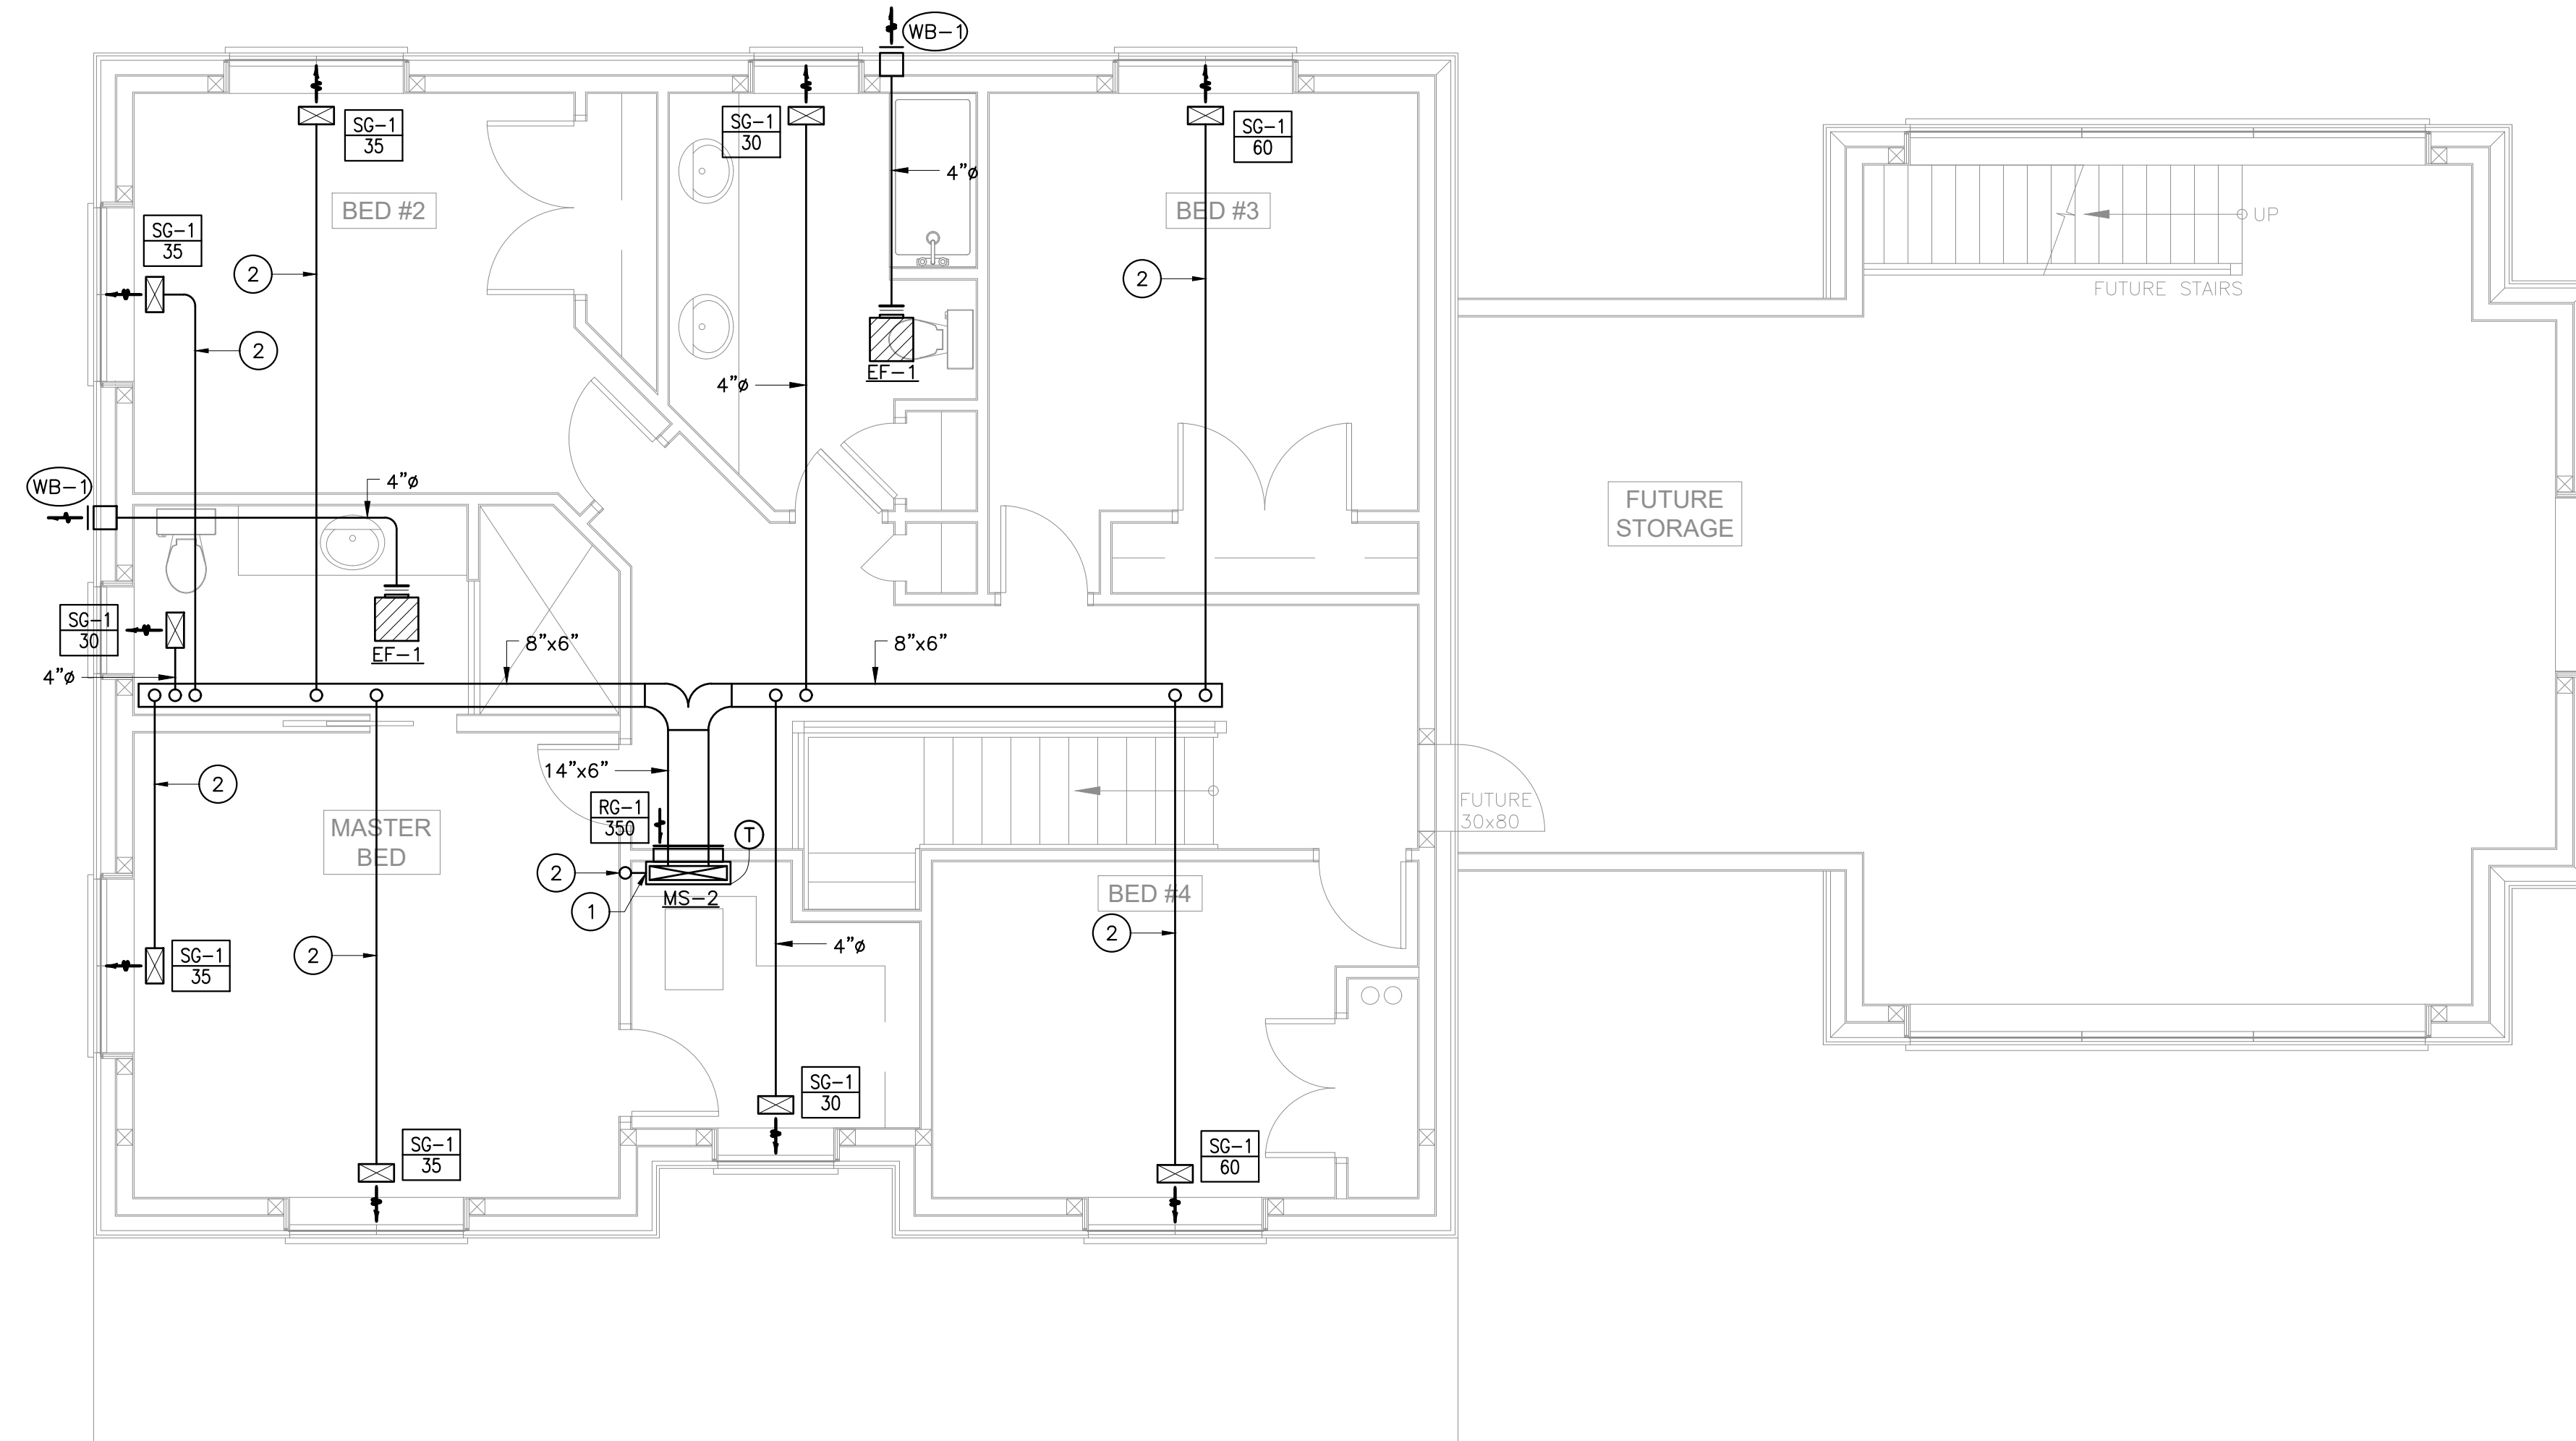 WB-1
SG-1
35
SG-1
30
SG-1
60
4"ø
BED #2
BED #3
UP
SG-1
35
2
2
2
FUTURE STAIRS
EF-1
4"ø
WB-1
4"ø
FUTURE
STORAGE
SG-1
30
EF-1
4"ø
8"x6"
8"x6"
2
14"x6"
RG-1
350
T
FUTURE
30x80
MASTER
BED
2
1
MS-2
BED #4
2
2
4"ø
SG-1
35
SG-1
30
SG-1
35
SG-1
60